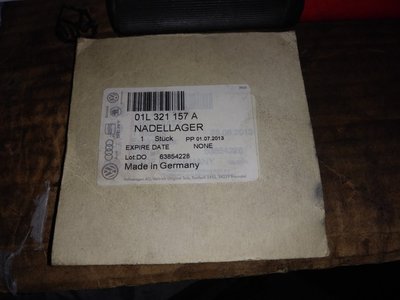 01L 321 157 A
NADELLAGER
1 Stück PP 01.07.2013
EXPIRE DATE NONE
Lot:DO 63854228
Made in Germany